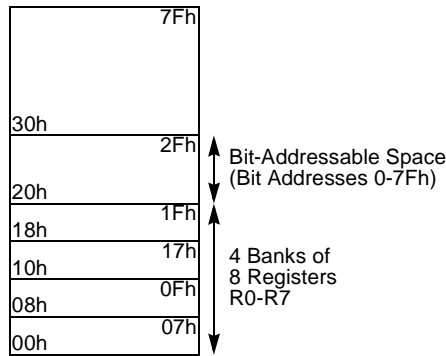 7Fh
30h
2Fh
Bit-Addressable Space
(Bit Addresses 0-7Fh)
20h
1Fh
18h
17h
4 Banks of
8 Registers
R0-R7
10h
0Fh
08h
07h
00h